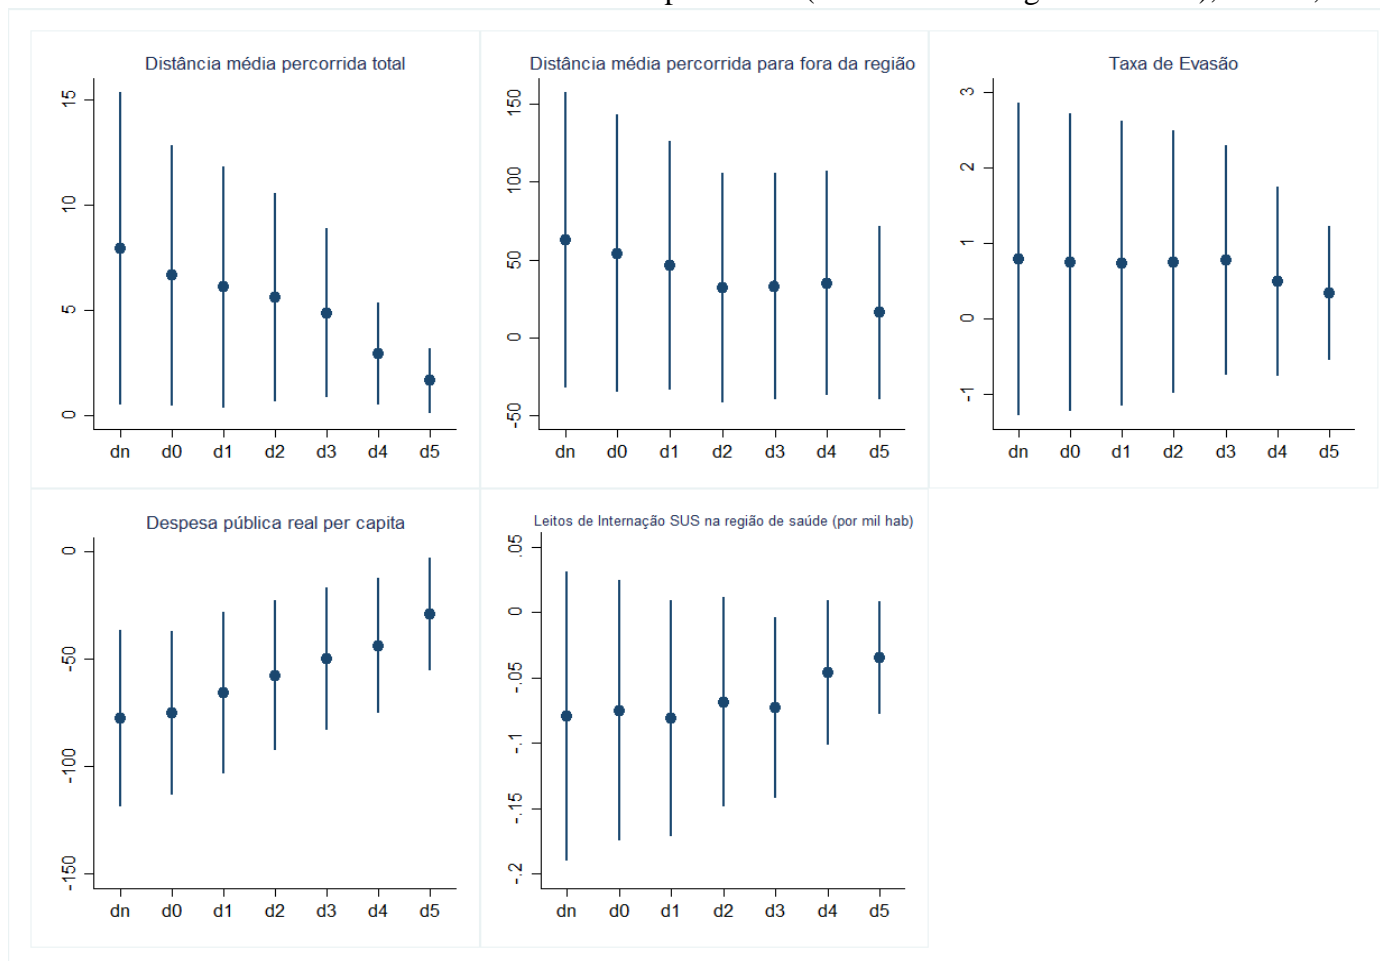 Distância média percorrida total
15
10
5
0
dn d0 d1 d2 d3 d4 d5
Distância média percorrida para fora da região
150
100
50
0
-50
dn d0 d1 d2 d3 d4 d5
Taxa de Evasão
3
2
1
0
-1
dn d0 d1 d2 d3 d4 d5
Despesa pública real per capita
0
-50
-100
-150
dn d0 d1 d2 d3 d4 d5
Leitos de Internação SUS na região de saúde (por mil hab)
.05
0
-.05
-.1
-.15
-.2
dn d0 d1 d2 d3 d4 d5